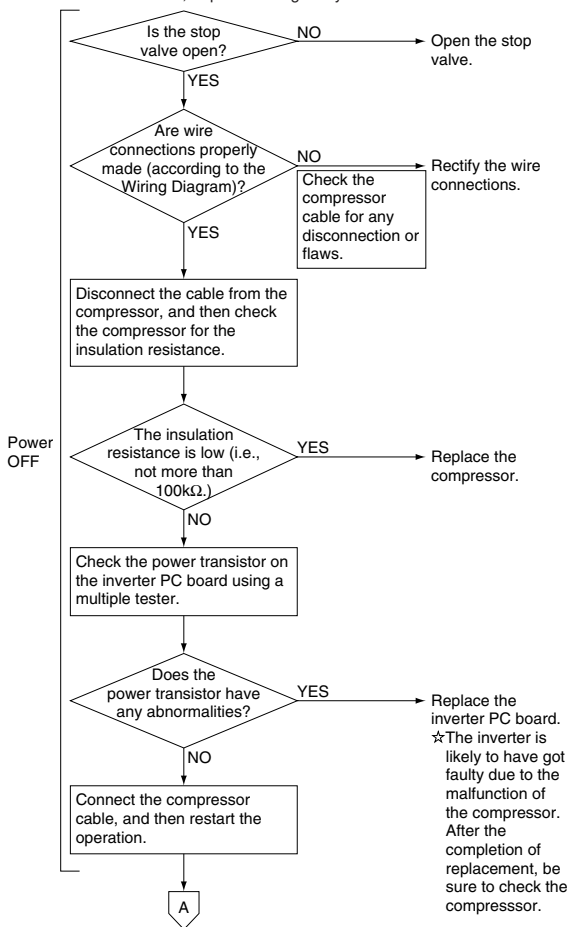 Is the stop
valve open?
NO
Open the stop
valve.
YES
Are wire
connections properly
made (according to the
Wiring Diagram)?
NO
Rectify the wire
connections.
Check the
compressor
cable for any
disconnection or
flaws.
YES
Disconnect the cable from the
compressor, and then check
the compressor for the
insulation resistance.
Power
OFF
The insulation
resistance is low (i.e.,
not more than
100kΩ.)
YES
Replace the
compressor.
NO
Check the power transistor on
the inverter PC board using a
multiple tester.
Does the
power transistor have
any abnormalities?
YES
Replace the
inverter PC board.
☆The inverter is
likely to have got
faulty due to the
malfunction of
the compressor.
After the
completion of
replacement, be
sure to check the
compresssor.
NO
Connect the compressor
cable, and then restart the
operation.
A